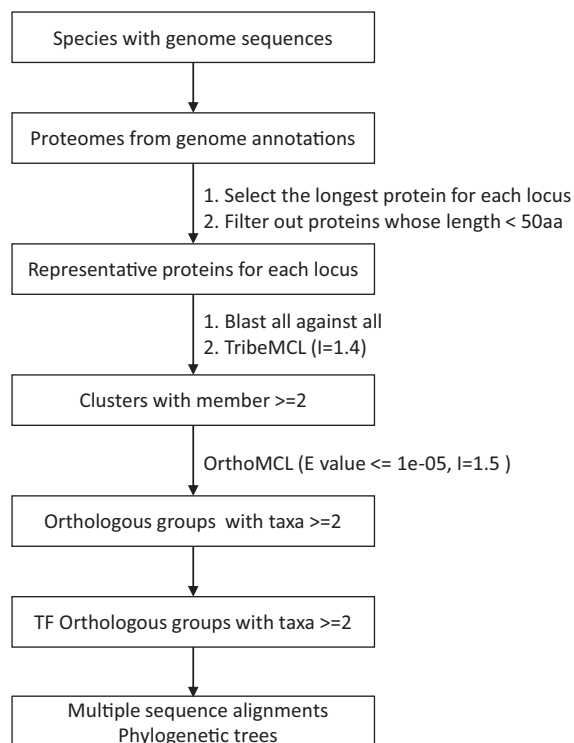 Species with genome sequences
Proteomes from genome annotations
1. Select the longest protein for each locus
2. Filter out proteins whose length < 50aa
Representative proteins for each locus
1. Blast all against all
2. TribeMCL (I=1.4)
Clusters with member >=2
OrthoMCL (E value <= 1e-05, I=1.5 )
Orthologous groups with taxa >=2
TF Orthologous groups with taxa >=2
Multiple sequence alignments
Phylogenetic trees